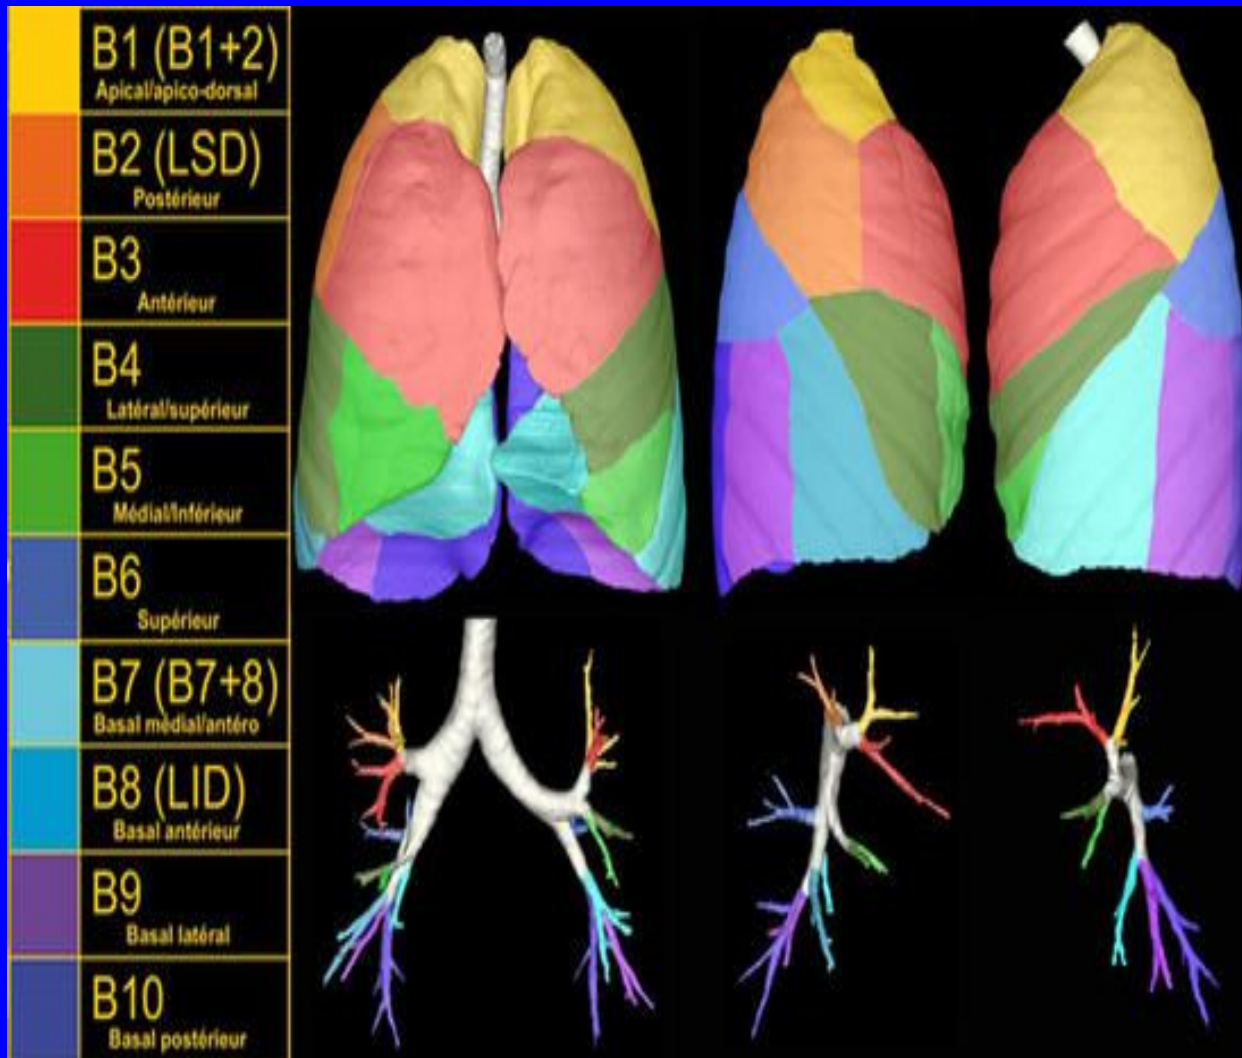 B1 (B1+2)
Apical/apico-dorsal
B2 (LSD)
Postérieur
B3
Antérieur
B4
Latéral/supérieur
B5
Médial/Inférieur
B6
Supérieur
B7 (B7+8)
Basal médial/antéro
B8 (LID)
Basal antérieur
B9
Basal latéral
B10
Basal postérieur